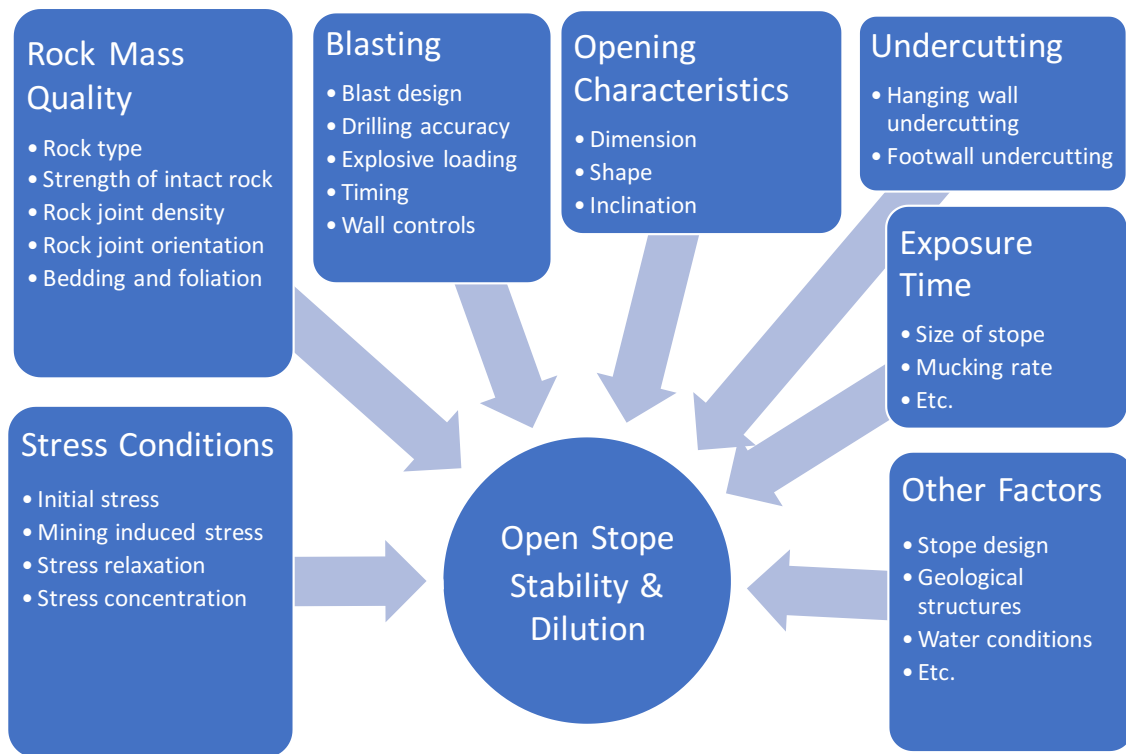 Rock Mass
Quality
• Rock type
• Strength of intact rock
• Rock joint density
• Rock joint orientation
• Bedding and foliation
Blasting
• Blast design
• Drilling accuracy
• Explosive loading
• Timing
• Wall controls
Opening
Characteristics
• Dimension
• Shape
• Inclination
Undercutting
• Hanging wall
undercutting
• Footwall undercutting
Exposure
Time
• Size of stope
• Mucking rate
• Etc.
Stress Conditions
• Initial stress
• Mining induced stress
• Stress relaxation
• Stress concentration
Open Stope
Stability &
Dilution
Other Factors
• Stope design
• Geological
structures
• Water conditions
• Etc.